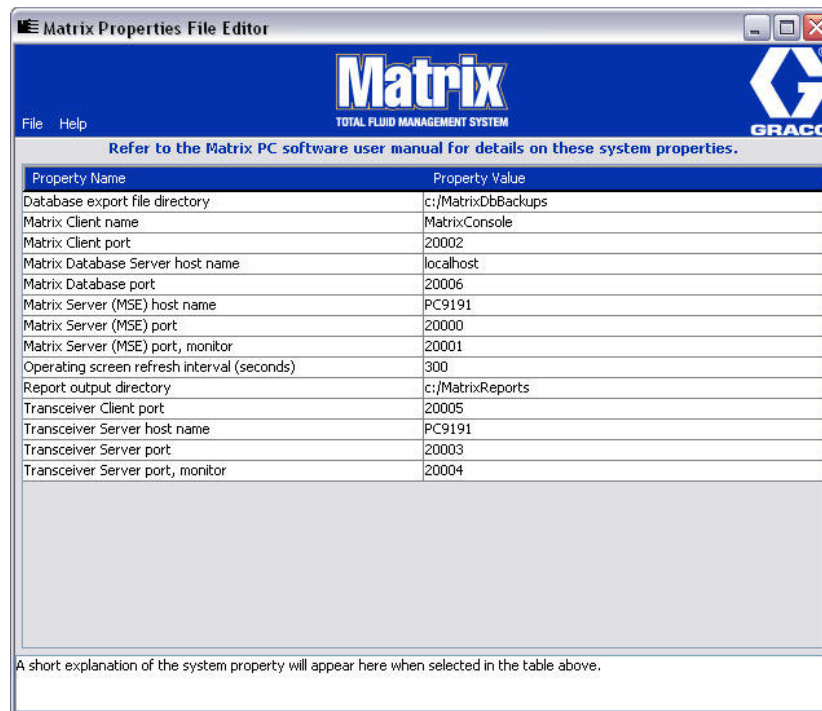 Matrix Properties File Editor
Matrix
TOTAL FLUID MANAGEMENT SYSTEM
File Help
GRACO
Refer to the Matrix PC software user manual for details on these system properties.
Property Name Property Value
Database export file directory c:/MatrixDbBackups
Matrix Client name MatrixConsole
Matrix Client port 20002
Matrix Database Server host name localhost
Matrix Database port 20006
Matrix Server (MSE) host name PC9191
Matrix Server (MSE) port 20000
Matrix Server (MSE) port, monitor 20001
Operating screen refresh interval (seconds) 300
Report output directory c:/MatrixReports
Transceiver Client port 20005
Transceiver Server host name PC9191
Transceiver Server port 20003
Transceiver Server port, monitor 20004
A short explanation of the system property will appear here when selected in the table above.